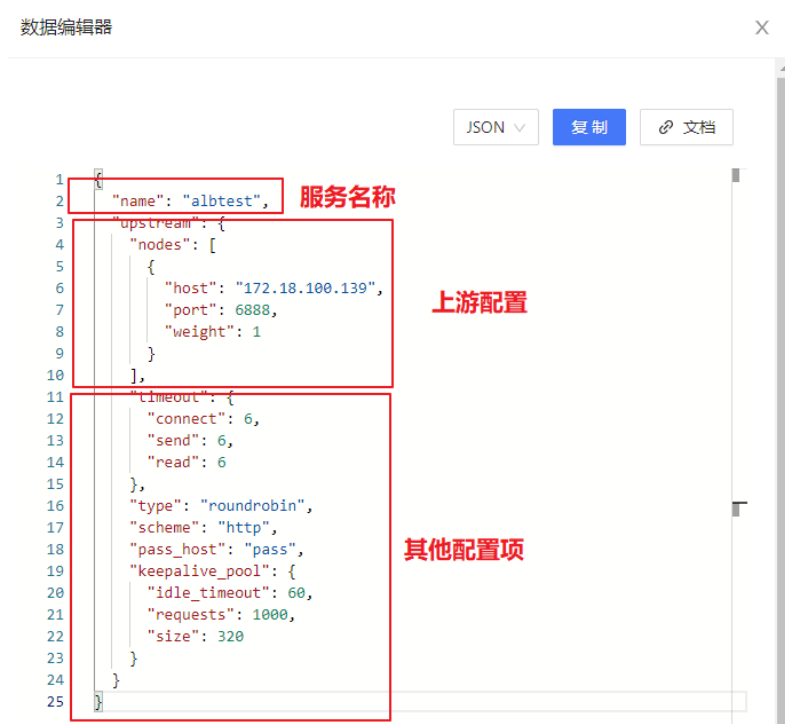 数据编辑器
JSON
复制
文档
1 {
2 "name": "albtest",
服务名称
3 "upstream": {
4 "nodes": [
5 {
6 "host": "172.18.100.139",
上游配置
7 "port": 6888,
8 "weight": 1
9 }
10 ],
11 "timeout": {
12 "connect": 6,
13 "send": 6,
14 "read": 6
15 },
16 "type": "roundrobin",
17 "scheme": "http",
18 "pass_host": "pass",
其他配置项
19 "keepalive_pool": {
20 "idle_timeout": 60,
21 "requests": 1000,
22 "size": 320
23 }
24 }
25 }